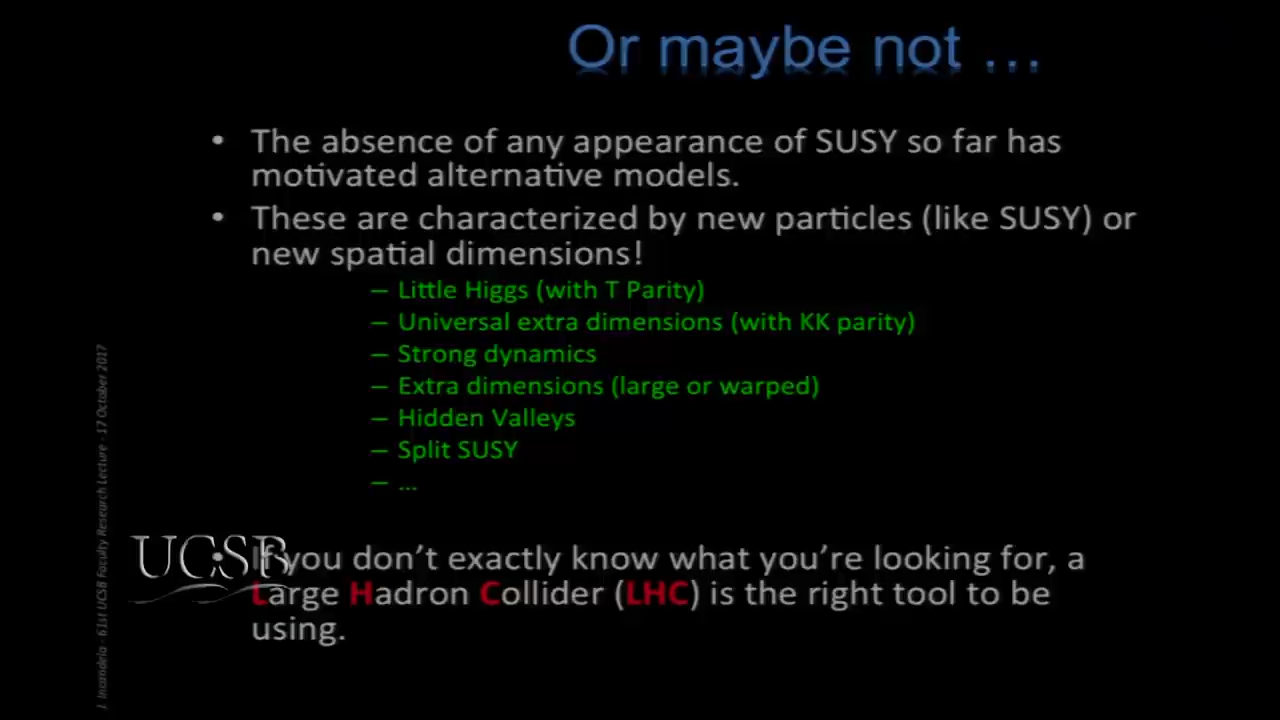 Or maybe not …
• The absence of any appearance of SUSY so far has
motivated alternative models.
• These are characterized by new particles (like SUSY) or
new spatial dimensions!
– Little Higgs (with T Parity)
– Universal extra dimensions (with KK parity)
– Strong dynamics
– Extra dimensions (large or warped)
– Hidden Valleys
– Split SUSY
– ...
• If you don’t exactly know what you’re looking for, a
Large Hadron Collider (LHC) is the right tool to be
using.
UCSB
J. Incandela - 61st UCSB Faculty Research Lecture - 17 October 2017